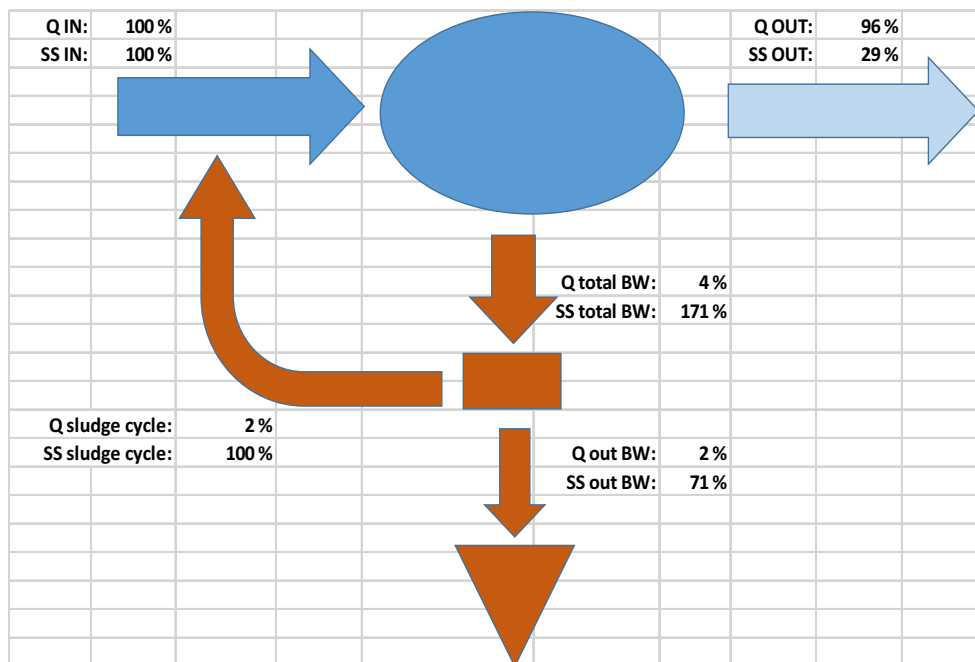 Q IN: 100 %
SS IN: 100 %
Q OUT: 96 %
SS OUT: 29 %
Q total BW: 4 %
SS total BW: 171 %
Q sludge cycle: 2 %
SS sludge cycle: 100 %
Q out BW: 2 %
SS out BW: 71 %